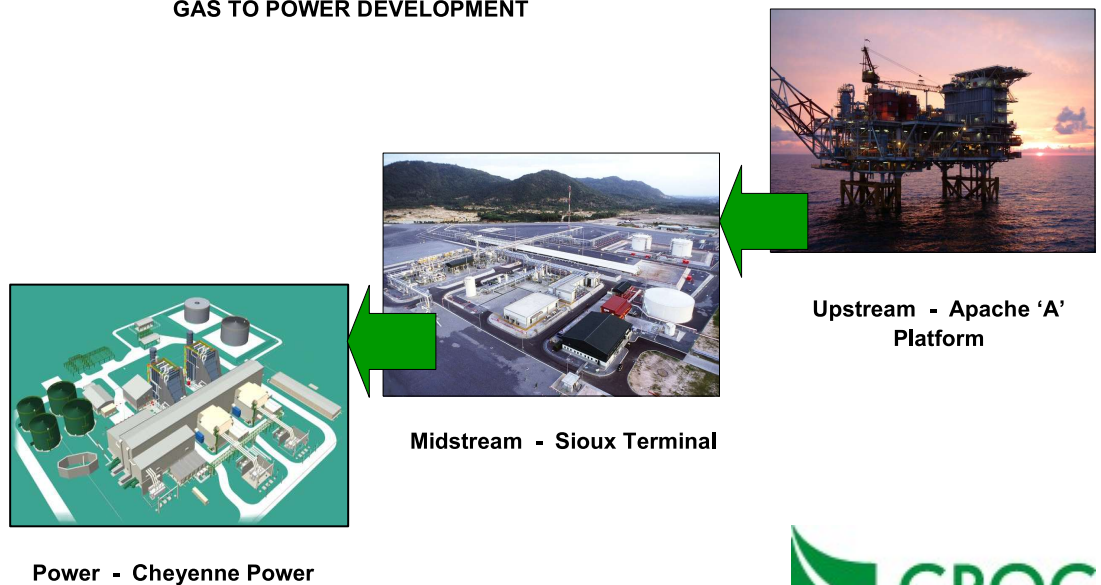 GAS TO POWER DEVELOPMENT
Upstream - Apache ‘A’
Platform
Midstream - Sioux Terminal
Power - Cheyenne Power